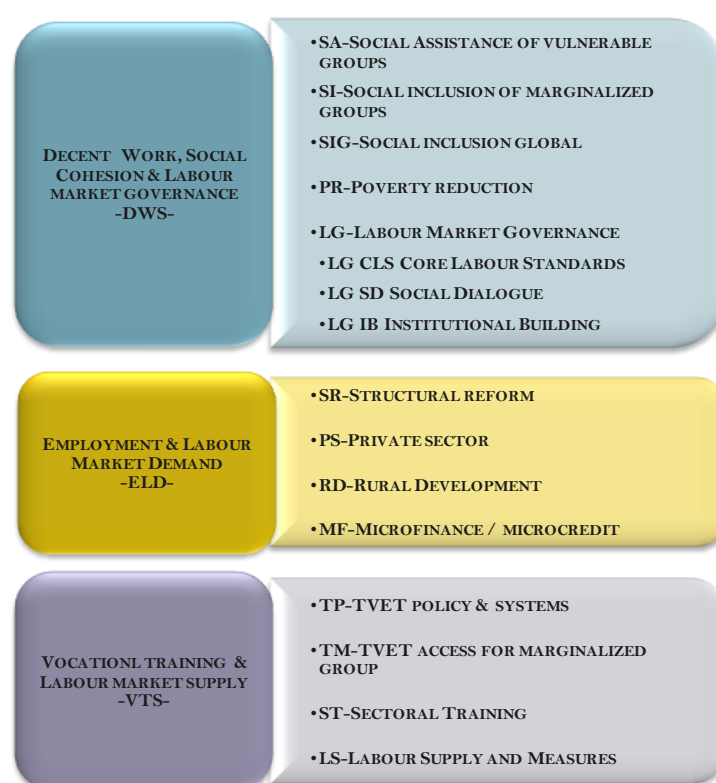 Decent Work, Social
Cohesion & Labour
market governance
-DWS-
•SA-Social Assistance of vulnerable
groups
•SI-Social inclusion of marginalized
groups
•SIG-Social inclusion global
•PR-Poverty reduction
•LG-Labour Market Governance
•LG CLS Core Labour Standards
•LG SD Social Dialogue
•LG IB Institutional Building
Employment & Labour
Market Demand
-ELD-
•SR-Structural reform
•PS-Private sector
•RD-Rural Development
•MF-Microfinance / microcredit
Vocationl training &
Labour market supply
-VTS-
•TP-TVET policy & systems
•TM-TVET access for marginalized
group
•ST-Sectoral Training
•LS-Labour Supply and Measures